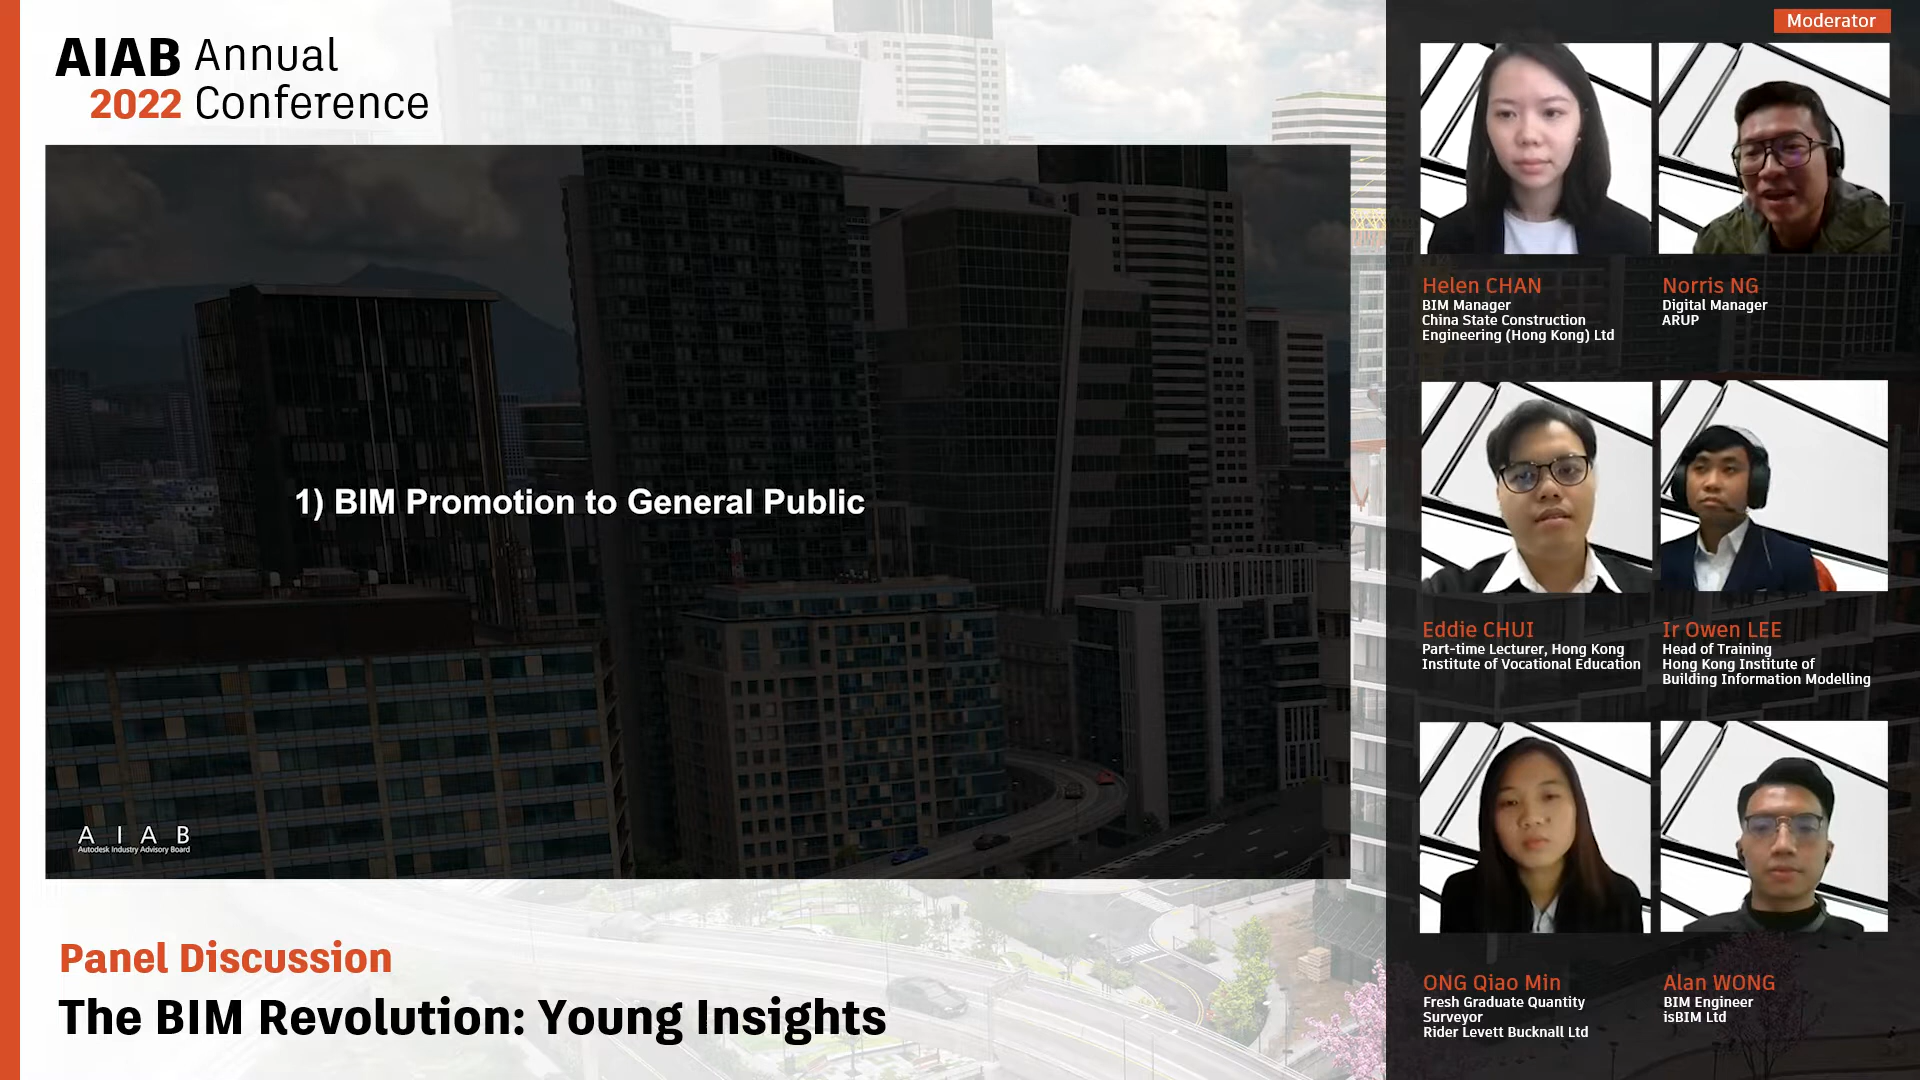 AIAB Annual
2022 Conference
1) BIM Promotion to General Public
A I A B
Autodesk Industry Advisory Board
Panel Discussion
The BIM Revolution: Young Insights
Moderator
Helen CHAN
BIM Manager
China State Construction
Engineering (Hong Kong) Ltd
Norris NG
Digital Manager
ARUP
Eddie CHUI
Part-time Lecturer, Hong Kong
Institute of Vocational Education
Ir Owen LEE
Head of Training
Hong Kong Institute of
Building Information Modelling
ONG Qiao Min
Fresh Graduate Quantity
Surveyor
Rider Levett Bucknall Ltd
Alan WONG
BIM Engineer
isBIM Ltd